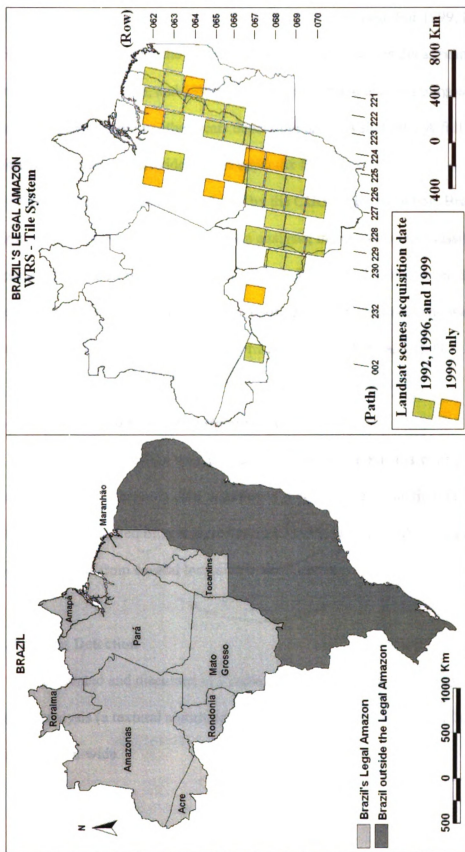 BRAZIL
N
Roraima
Amapá
Amazonas
Pará
Maranhão
Acre
Rondonia
Mato
Grosso
Tocantins
Brazil's Legal Amazon
Brazil outside the Legal Amazon
500
0
500
1000 Km
BRAZIL'S LEGAL AMAZON
WRS - Tile System
(Row)
062
063
064
065
066
067
068
069
070
(Path)
002
232
230
229
228
227
226
225
224
223
222
221
Landsat scenes acquisition date
1992, 1996, and 1999
1999 only
400
0
400
800 Km